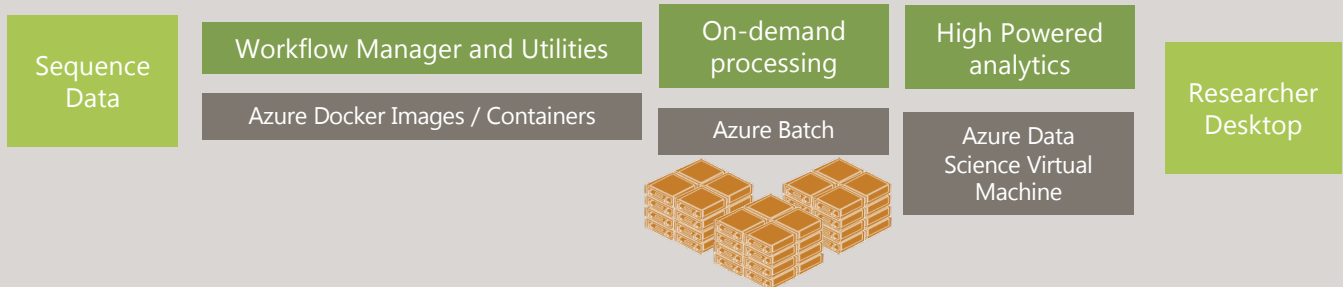 Sequence
Data
Workflow Manager and Utilities
Azure Docker Images / Containers
On-demand
processing
Azure Batch
High Powered
analytics
Azure Data
Science Virtual
Machine
Researcher
Desktop